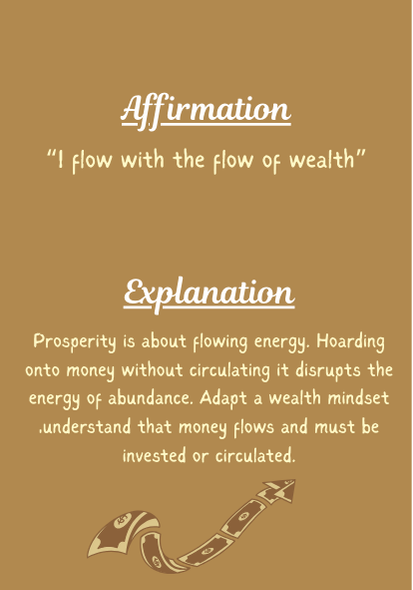 Affirmation
“I flow with the flow of wealth”
Explanation
Prosperity is about flowing energy. Hoarding
onto money without circulating it disrupts the
energy of abundance. Adapt a wealth mindset
,understand that money flows and must be
invested or circulated.